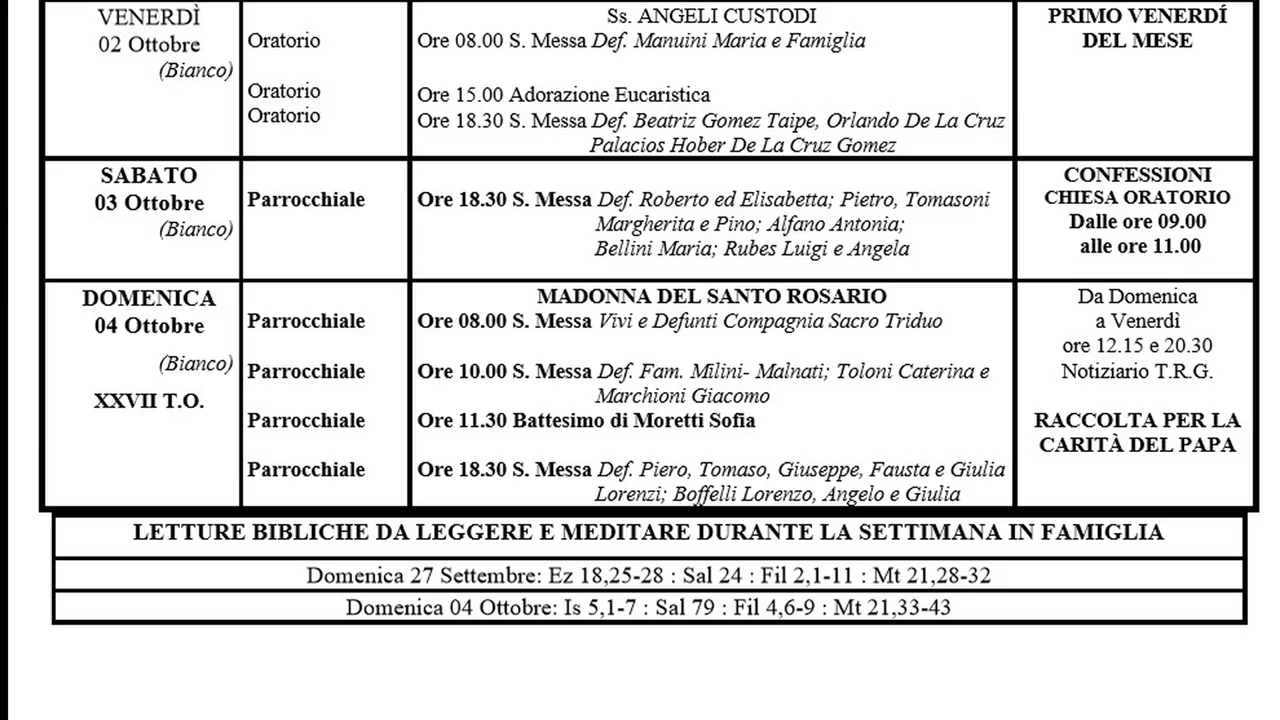 VENERDÌ
02 Ottobre
(Bianco)
Oratorio
Oratorio
Oratorio
Ss. ANGELI CUSTODI
Ore 08.00 S. Messa Def. Manuini Maria e Famiglia
Ore 15.00 Adorazione Eucaristica
Ore 18.30 S. Messa Def. Beatriz Gomez Taipe, Orlando De La Cruz
Palacios Hober De La Cruz Gomez
PRIMO VENERDÍ
DEL MESE
SABATO
03 Ottobre
(Bianco)
Parrocchiale
Ore 18.30 S. Messa Def. Roberto ed Elisabetta; Pietro, Tomasoni
Margherita e Pino; Alfano Antonia;
Bellini Maria; Rubes Luigi e Angela
CONFESSIONI
CHIESA ORATORIO
Dalle ore 09.00
alle ore 11.00
DOMENICA
04 Ottobre
(Bianco)
XXVII T.O.
Parrocchiale
Parrocchiale
Parrocchiale
Parrocchiale
MADONNA DEL SANTO ROSARIO
Ore 08.00 S. Messa Vivi e Defunti Compagnia Sacro Triduo
Ore 10.00 S. Messa Def. Fam. Milini- Malnati; Toloni Caterina e
Marchioni Giacomo
Ore 11.30 Battesimo di Moretti Sofia
Ore 18.30 S. Messa Def. Piero, Tomaso, Giuseppe, Fausta e Giulia
Lorenzi; Boffelli Lorenzo, Angelo e Giulia
Da Domenica
a Venerdì
ore 12.15 e 20.30
Notiziario T.R.G.
RACCOLTA PER LA
CARITÀ DEL PAPA
LETTURE BIBLICHE DA LEGGERE E MEDITARE DURANTE LA SETTIMANA IN FAMIGLIA
Domenica 27 Settembre: Ez 18,25-28 : Sal 24 : Fil 2,1-11 : Mt 21,28-32
Domenica 04 Ottobre: Is 5,1-7 : Sal 79 : Fil 4,6-9 : Mt 21,33-43